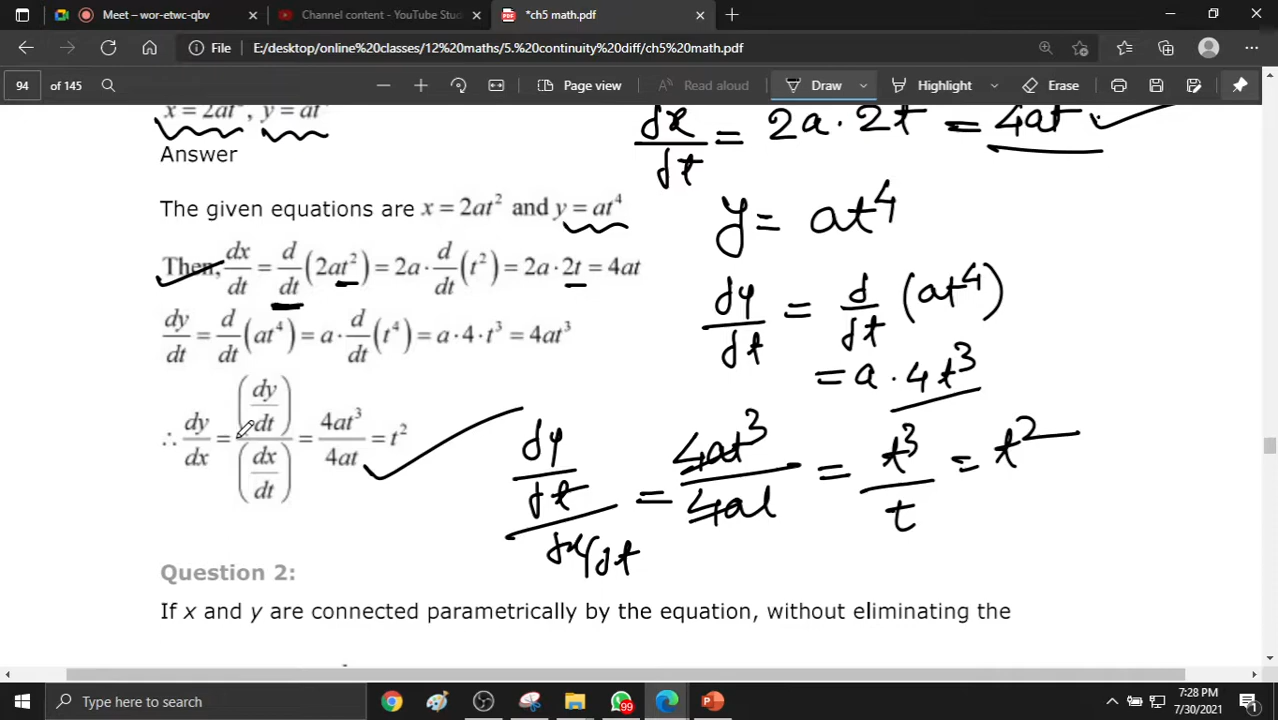 Meet – wor-etwc-qbv
Channel content - YouTube Stud
*ch5 math.pdf
File
E:/desktop/online%20classes/12%20maths/5.%20continuity%20diff/ch5%20math.pdf
94 of 145
Page view
Read aloud
Draw
Highlight
Erase
x = 2at² , y = at
Answer
The given equations are x = 2at² and y = at⁴
Then, dx/dt = d/dt (2at²) = 2a · d/dt (t²) = 2a · 2t = 4at
dy/dt = d/dt (at⁴) = a · d/dt (t⁴) = a · 4 · t³ = 4at³
∴ dy/dx = (dy/dt)/(dx/dt) = 4at³/4at = t²
dx/dt = 2a · 2t = 4at
y = at⁴
dy/dt = d/dt (at⁴)
= a · 4t³
dy/dt / dx/dt = 4at³/4at = t³/t = t²
Question 2:
If x and y are connected parametrically by the equation, without eliminating the
Type here to search
99
7:28 PM
7/30/2021
1